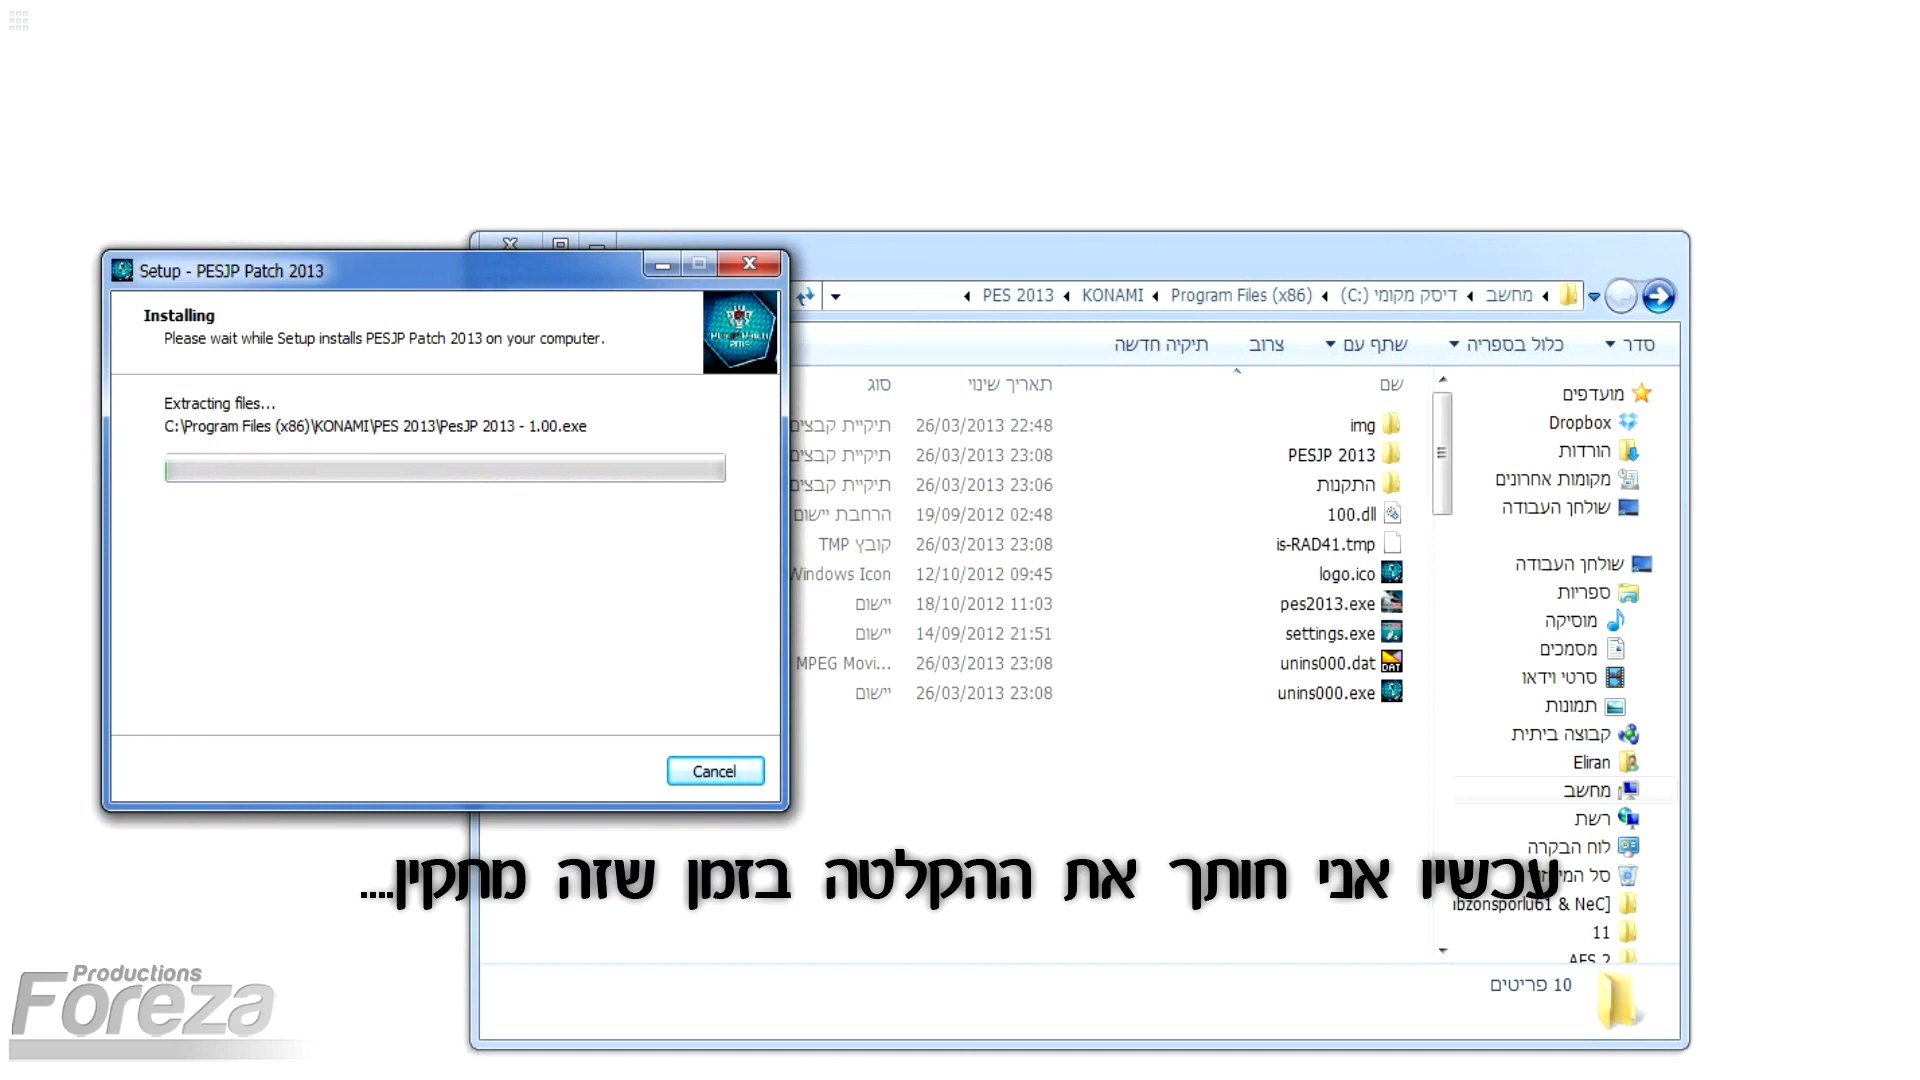 Setup - PESJP Patch 2013
Installing
Please wait while Setup installs PESJP Patch 2013 on your computer.
Extracting files...
C:\Program Files (x86)\KONAMI\PES 2013\PesJP 2013 - 1.00.exe
Cancel
מחשב דיסק מקומי (C:) Program Files (x86) KONAMI PES 2013
סדר כלול בספריה שתף עם צרוב תיקיה חדשה
שם תאריך שינוי סוג
img 26/03/2013 22:48 תיקיית קבצים
PESJP 2013 26/03/2013 23:08 תיקיית קבצים
התקנות 26/03/2013 23:06 תיקיית קבצים
100.dll 19/09/2012 02:48 הרחבת יישום
is-RAD41.tmp 26/03/2013 23:08 קובץ TMP
logo.ico 12/10/2012 09:45 Windows Icon
pes2013.exe 18/10/2012 11:03 יישום
settings.exe 14/09/2012 21:51 יישום
unins000.dat 26/03/2013 23:08 MPEG Movi...
unins000.exe 26/03/2013 23:08 יישום
מועדפים
Dropbox
הורדות
מקומות אחרונים
שולחן העבודה
שולחן העבודה
ספריות
מוסיקה
מסמכים
סרטי וידאו
תמונות
קבוצה ביתית
Eliran
מחשב
רשת
לוח הבקרה
סל
& NeC]
11
AFS 2
10 פריטים
עכשיו אני חותך את ההקלטה בזמן שזה מתקין....
Productions
Foreza